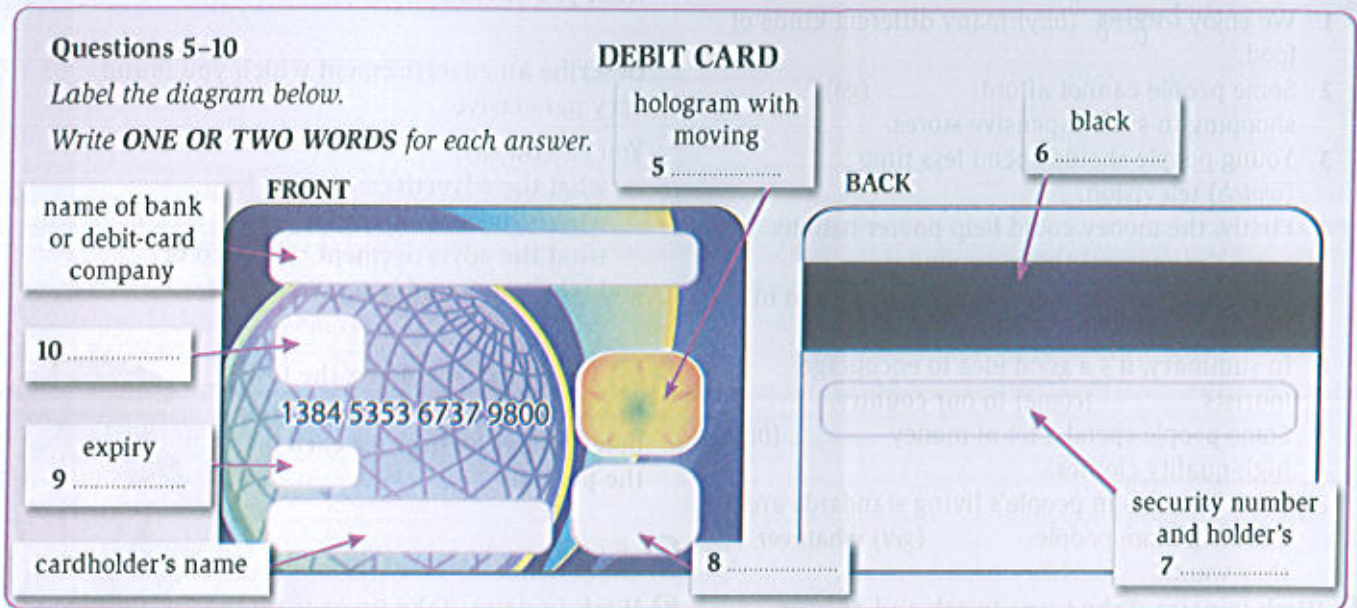 Questions 5–10
Label the diagram below.
Write ONE OR TWO WORDS for each answer.
DEBIT CARD
hologram with
moving
5 ..................
black
6 ..................
FRONT
BACK
name of bank
or debit-card
company
10 ..................
1384 5353 6737 9800
expiry
9 ..................
cardholder's name
8 ..................
security number
and holder's
7 ..................